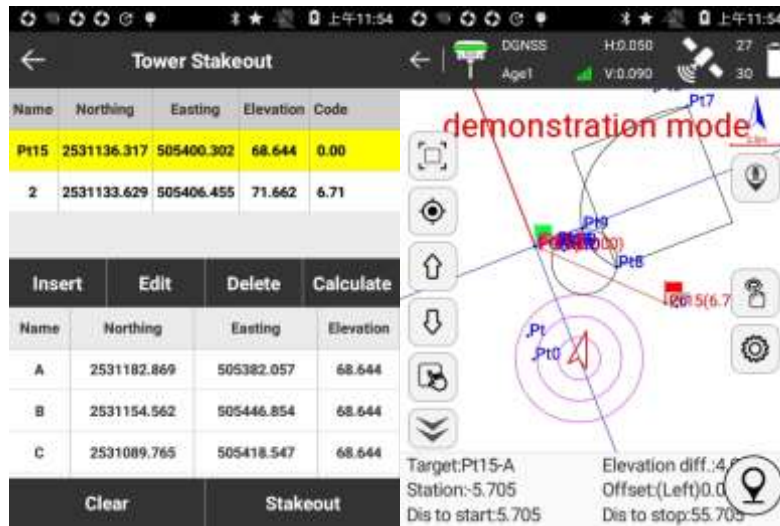 上午11:54
Tower Stakeout
Name Northing Easting Elevation Code
Pt15 2531136.317 505400.302 68.644 0.00
2 2531133.629 505406.455 71.662 6.71
Insert Edit Delete Calculate
Name Northing Easting Elevation
A 2531182.869 505382.057 68.644
B 2531154.562 505446.854 68.644
C 2531089.765 505418.547 68.644
Clear Stakeout
上午11:54
DGNSS H:0.050 27
Age1 V:0.090 30
Pt7
demonstration mode
Pt9
Pt8
Pt15(6.7
Pt
Pt0
Target:Pt15-A Elevation diff.:4.
Station:-5.705 Offset:(Left)0.0
Dis to start:5.705 Dis to stop:55.705